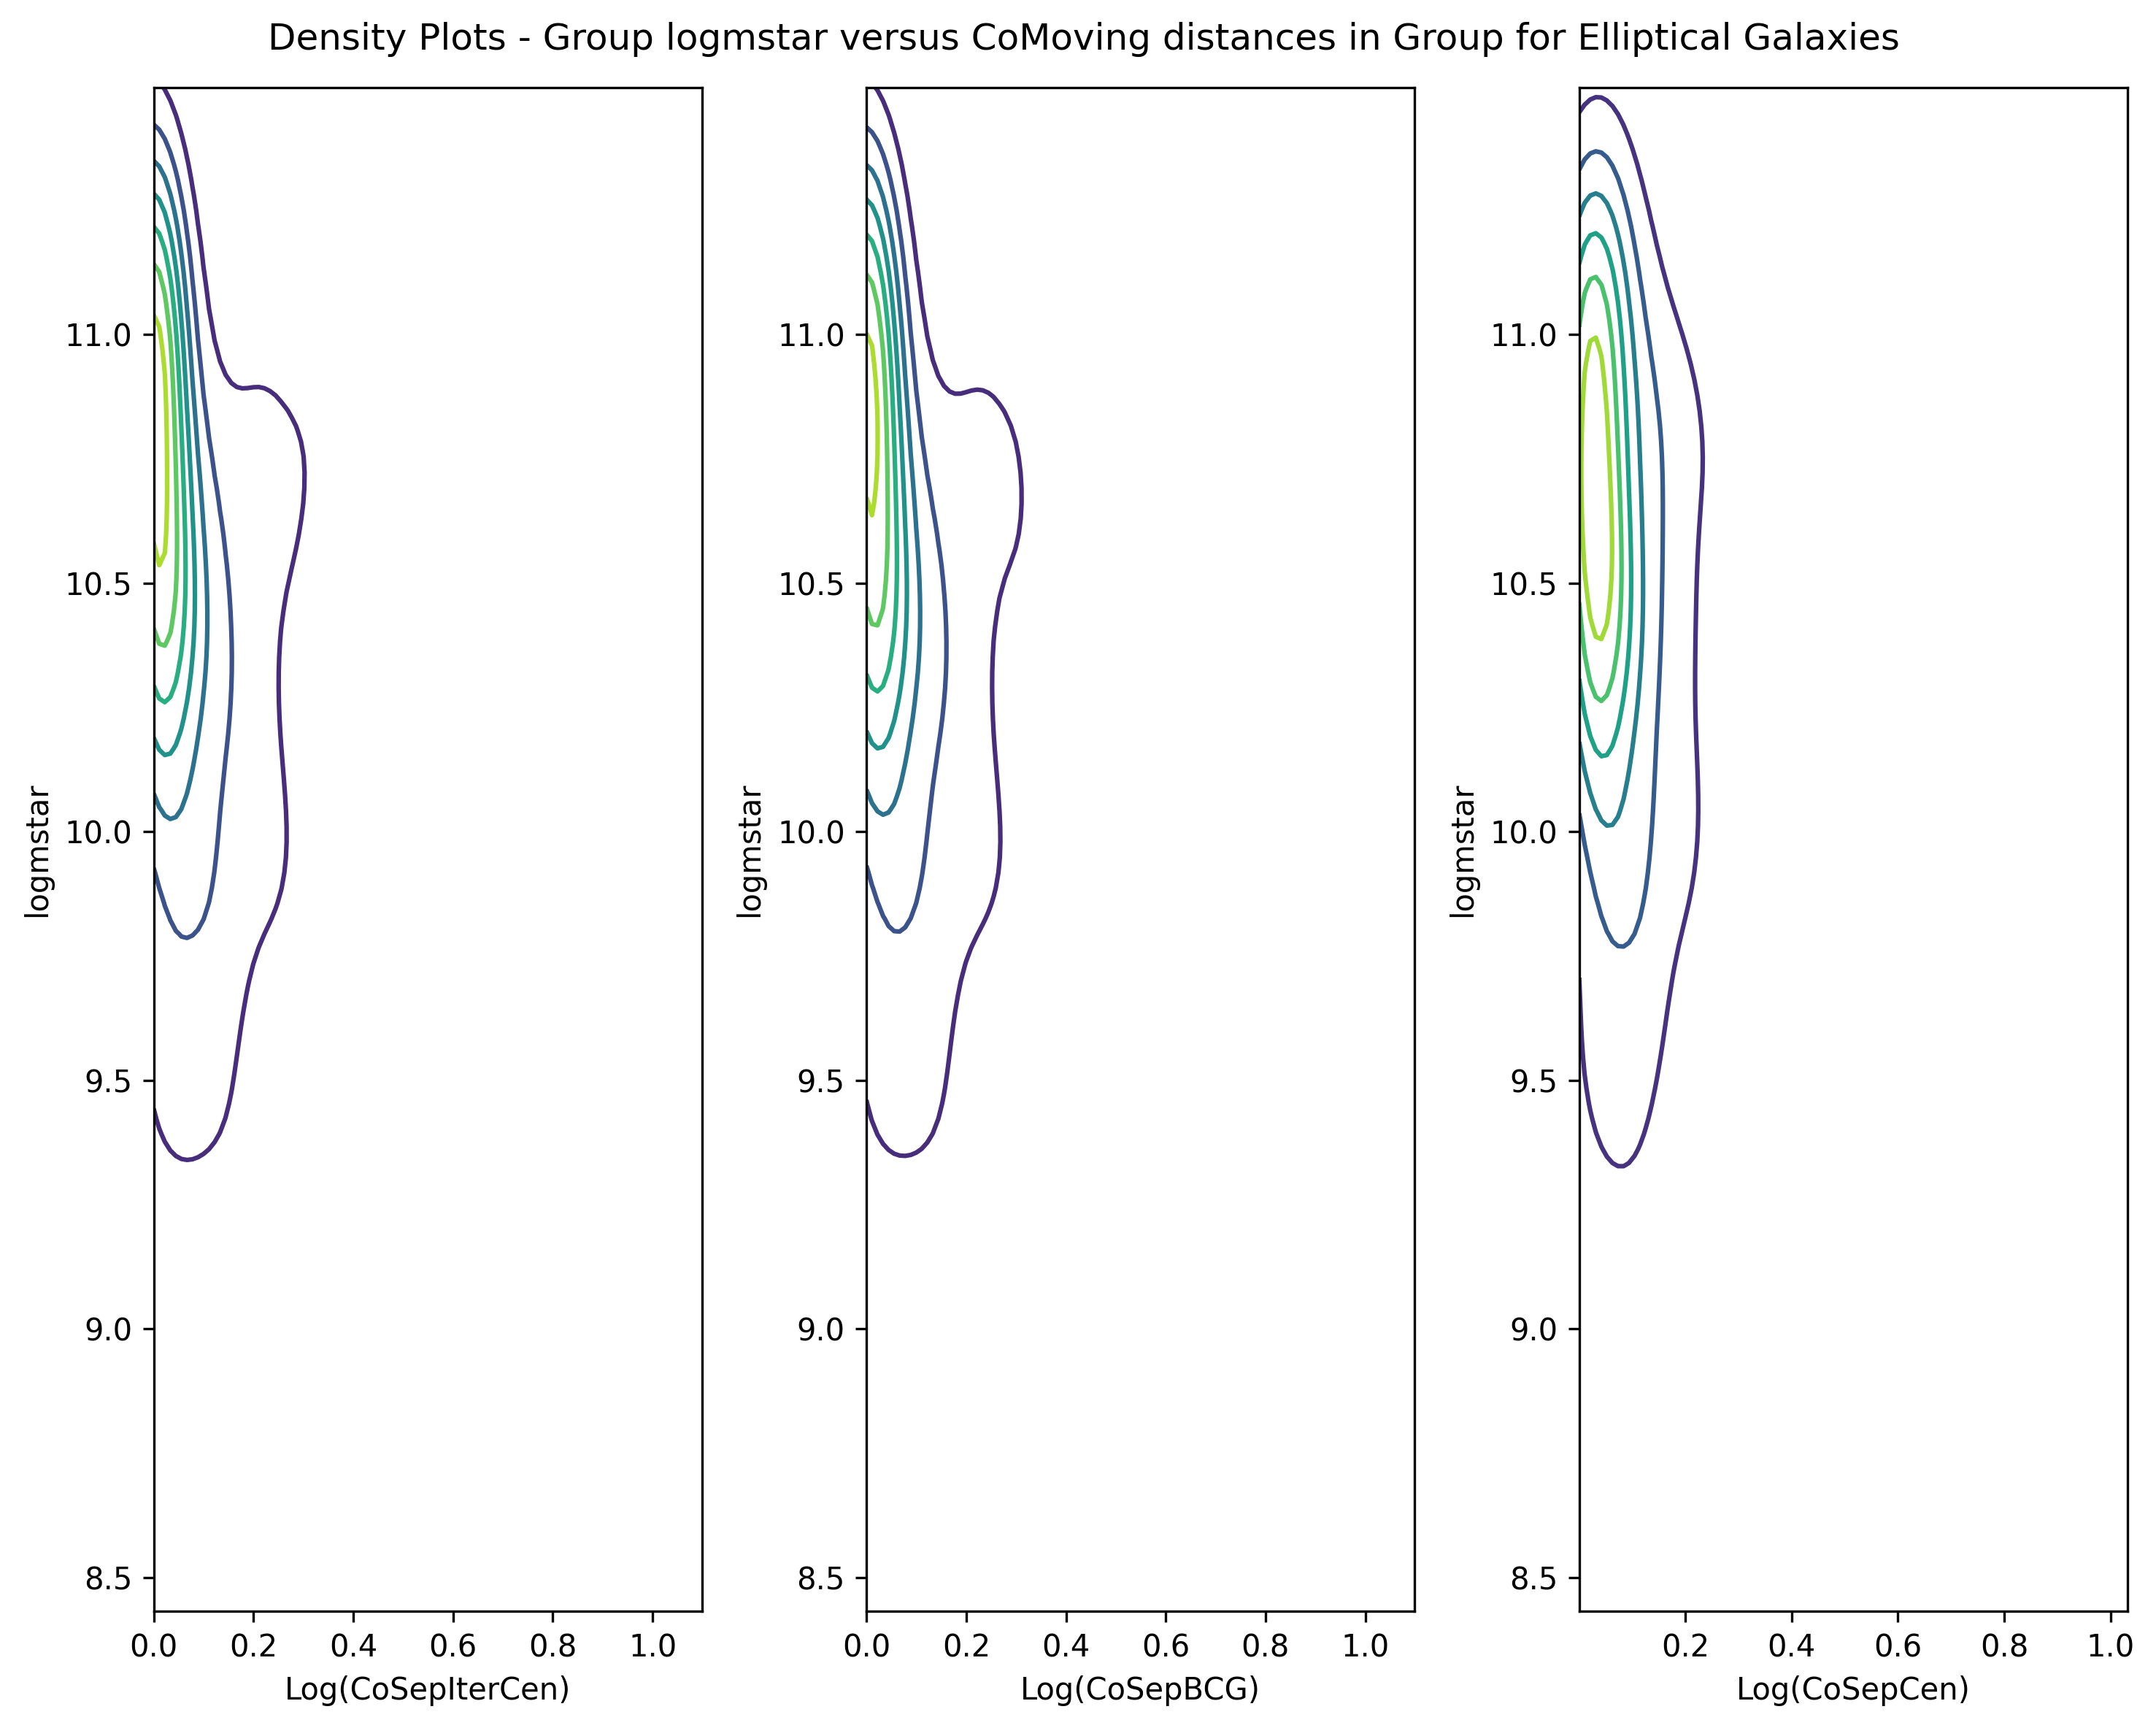 Density Plots - Group logmstar versus CoMoving distances in Group for Elliptical Galaxies
logmstar
11.0
10.5
10.0
9.5
9.0
8.5
0.0 0.2 0.4 0.6 0.8 1.0
Log(CoSepIterCen)
logmstar
11.0
10.5
10.0
9.5
9.0
8.5
0.0 0.2 0.4 0.6 0.8 1.0
Log(CoSepBCG)
logmstar
11.0
10.5
10.0
9.5
9.0
8.5
0.2 0.4 0.6 0.8 1.0
Log(CoSepCen)